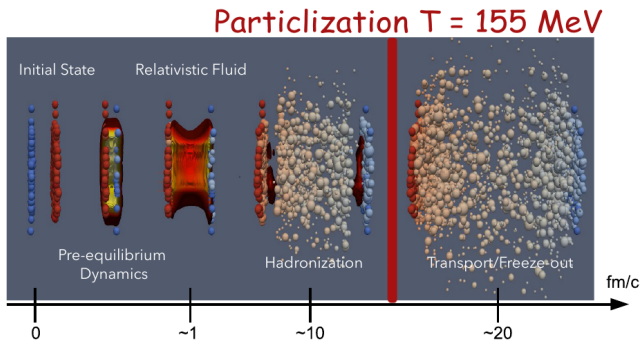 Particlization T = 155 MeV
Initial State
Relativistic Fluid
Pre-equilibrium
Dynamics
Hadronization
Transport/Freeze-out
fm/c
0
~1
~10
~20